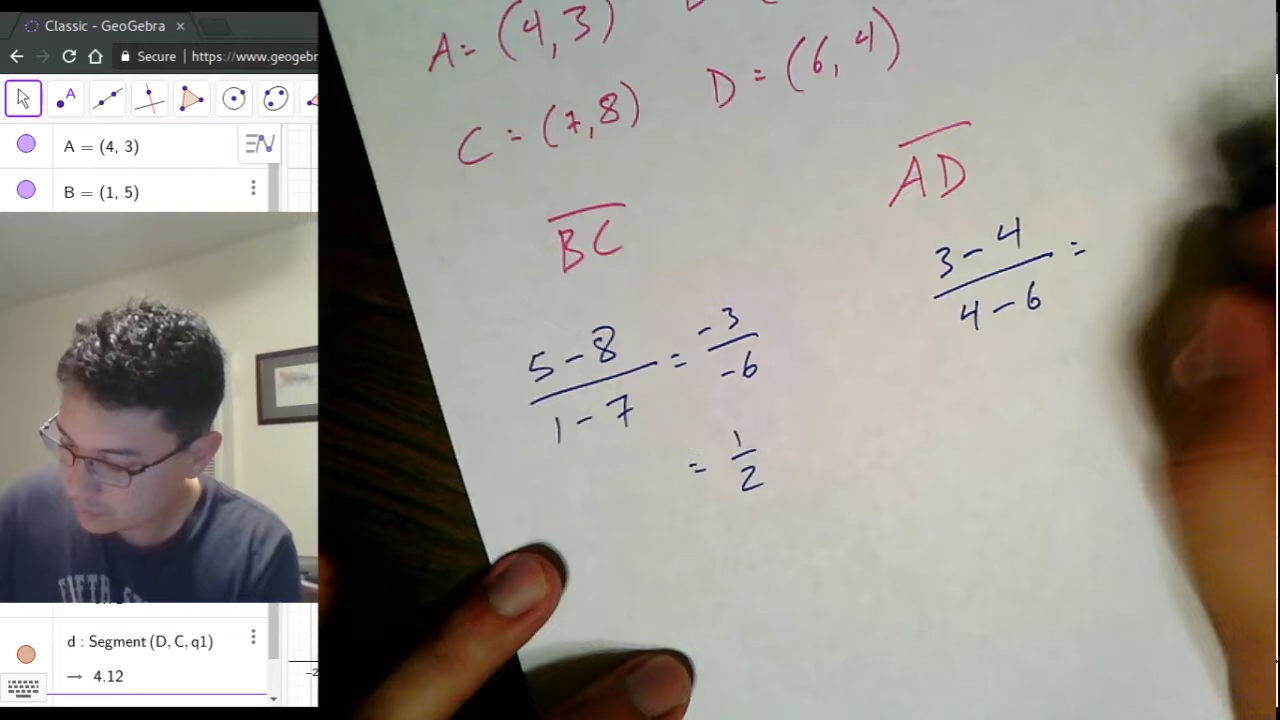 Classic - GeoGebra
Secure https://www.geogebr
A = (4, 3)
B = (1, 5)
d : Segment (D, C, q1)
→ 4.12
A = (4,3)
C = (7,8) D = (6,4)
BC
5-8/1-7 = -3/-6
= 1/2
AD
3-4/4-6 =